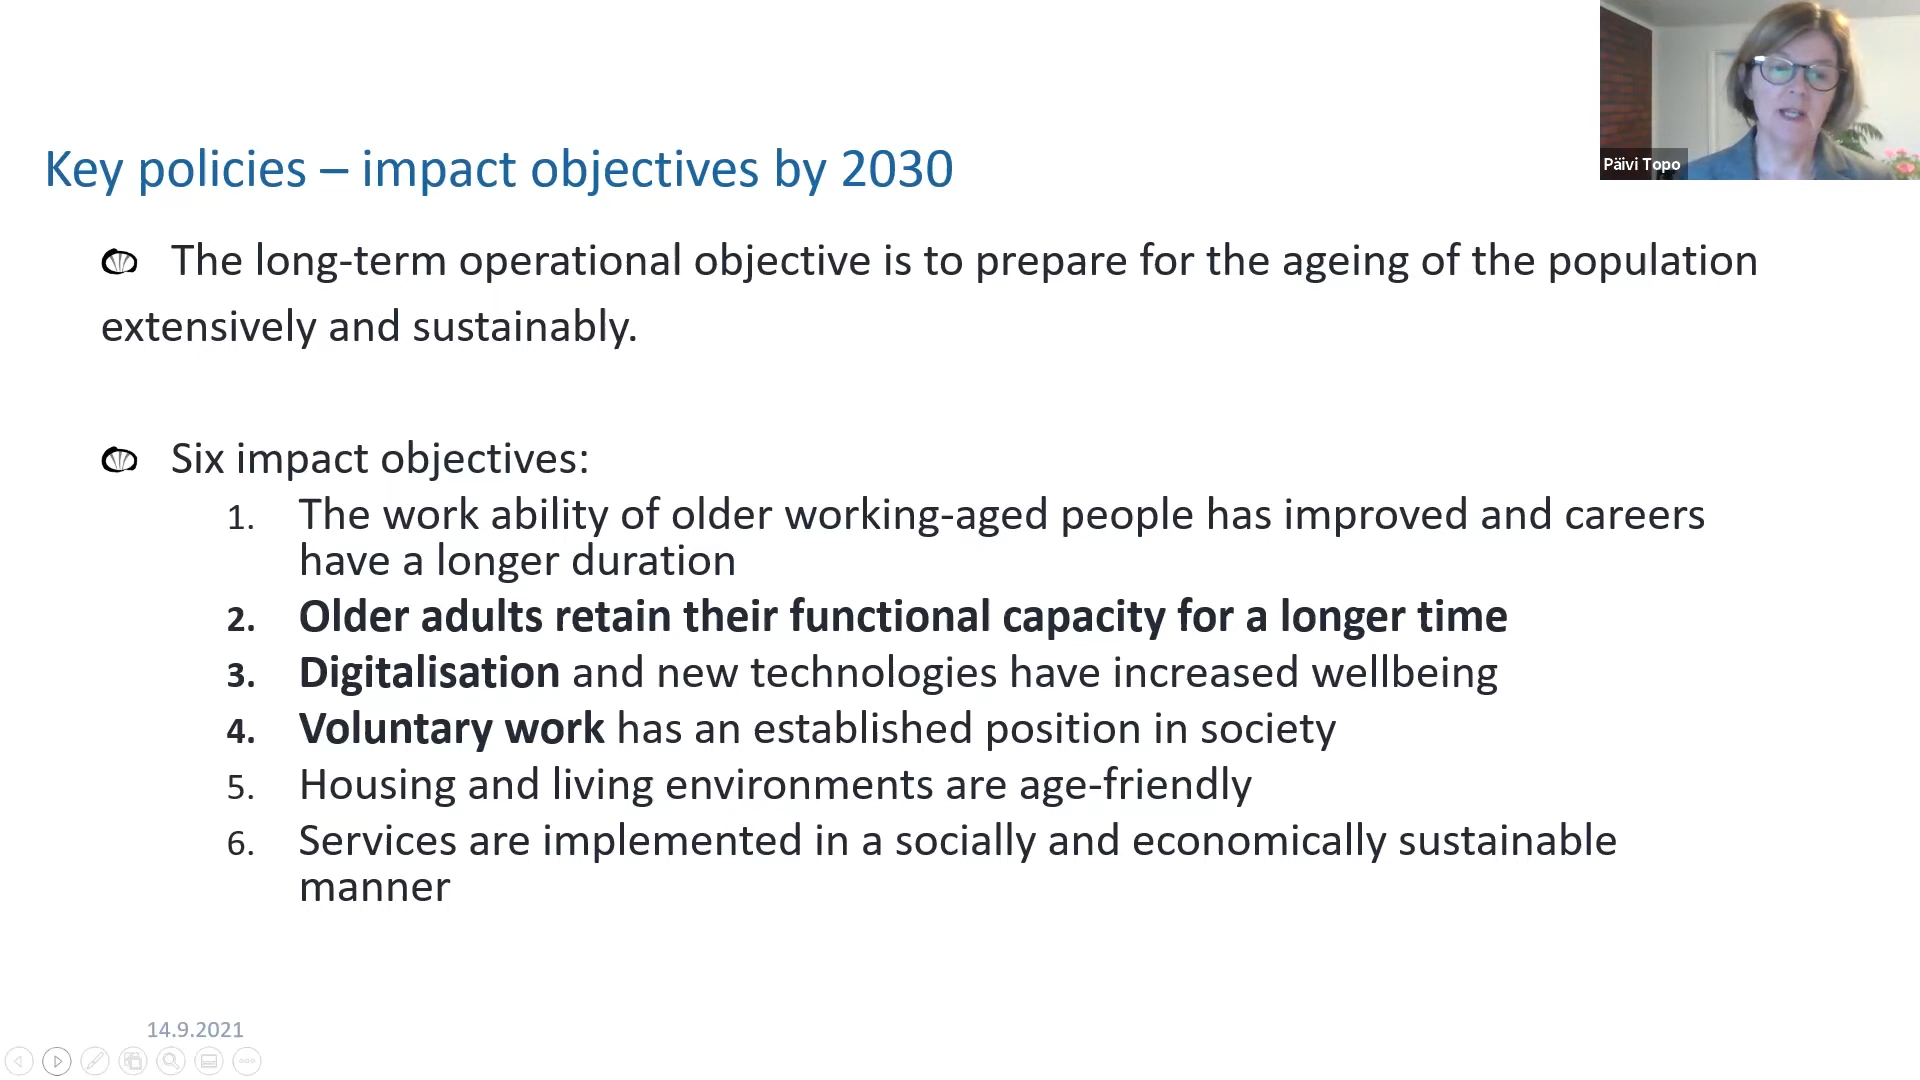 Päivi Topo
Key policies – impact objectives by 2030
The long-term operational objective is to prepare for the ageing of the population
extensively and sustainably.
Six impact objectives:
1. The work ability of older working-aged people has improved and careers
have a longer duration
2. Older adults retain their functional capacity for a longer time
3. Digitalisation and new technologies have increased wellbeing
4. Voluntary work has an established position in society
5. Housing and living environments are age-friendly
6. Services are implemented in a socially and economically sustainable
manner
14.9.2021